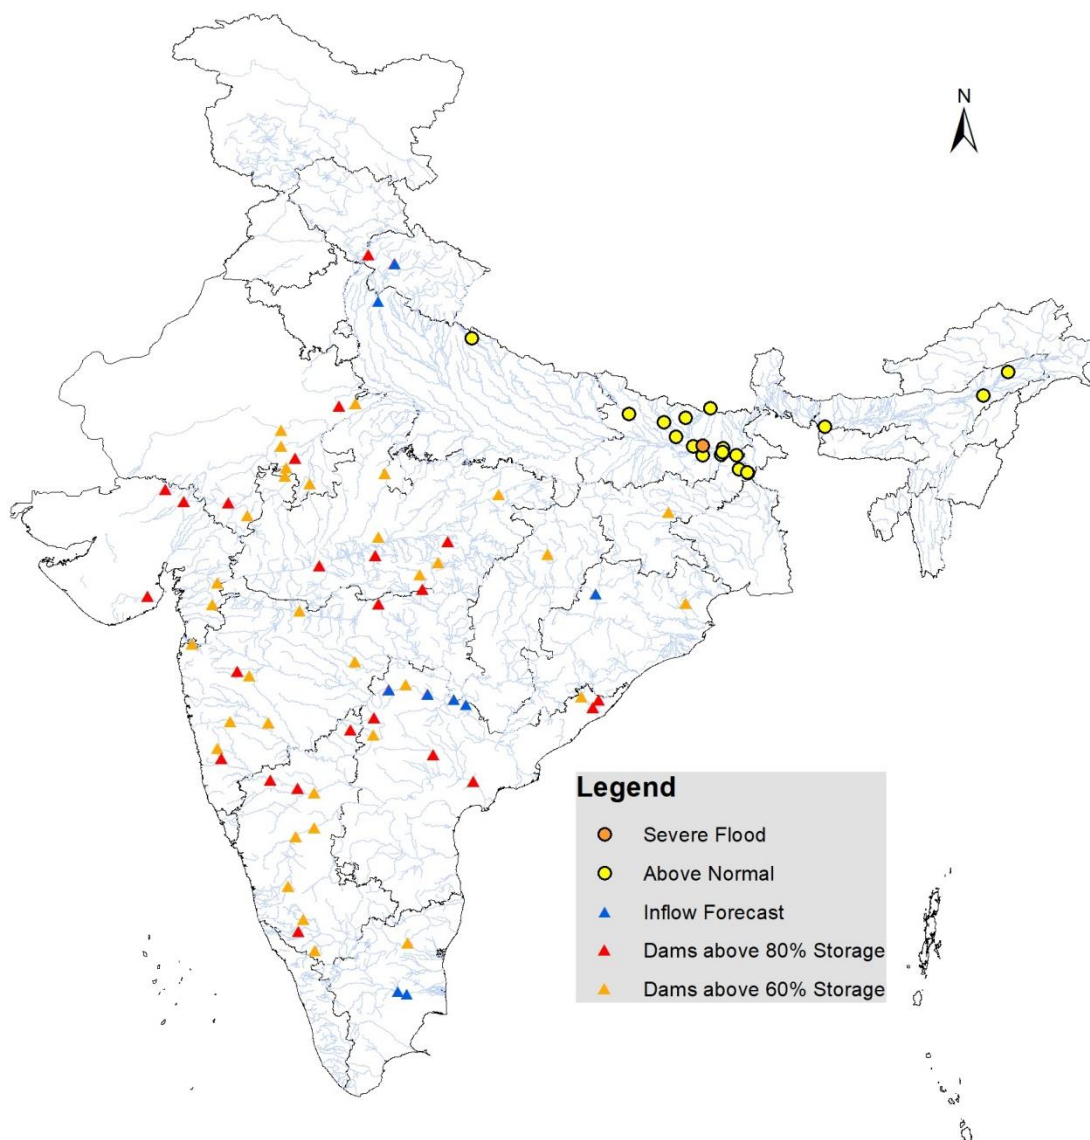 N
Legend
Severe Flood
Above Normal
Inflow Forecast
Dams above 80% Storage
Dams above 60% Storage